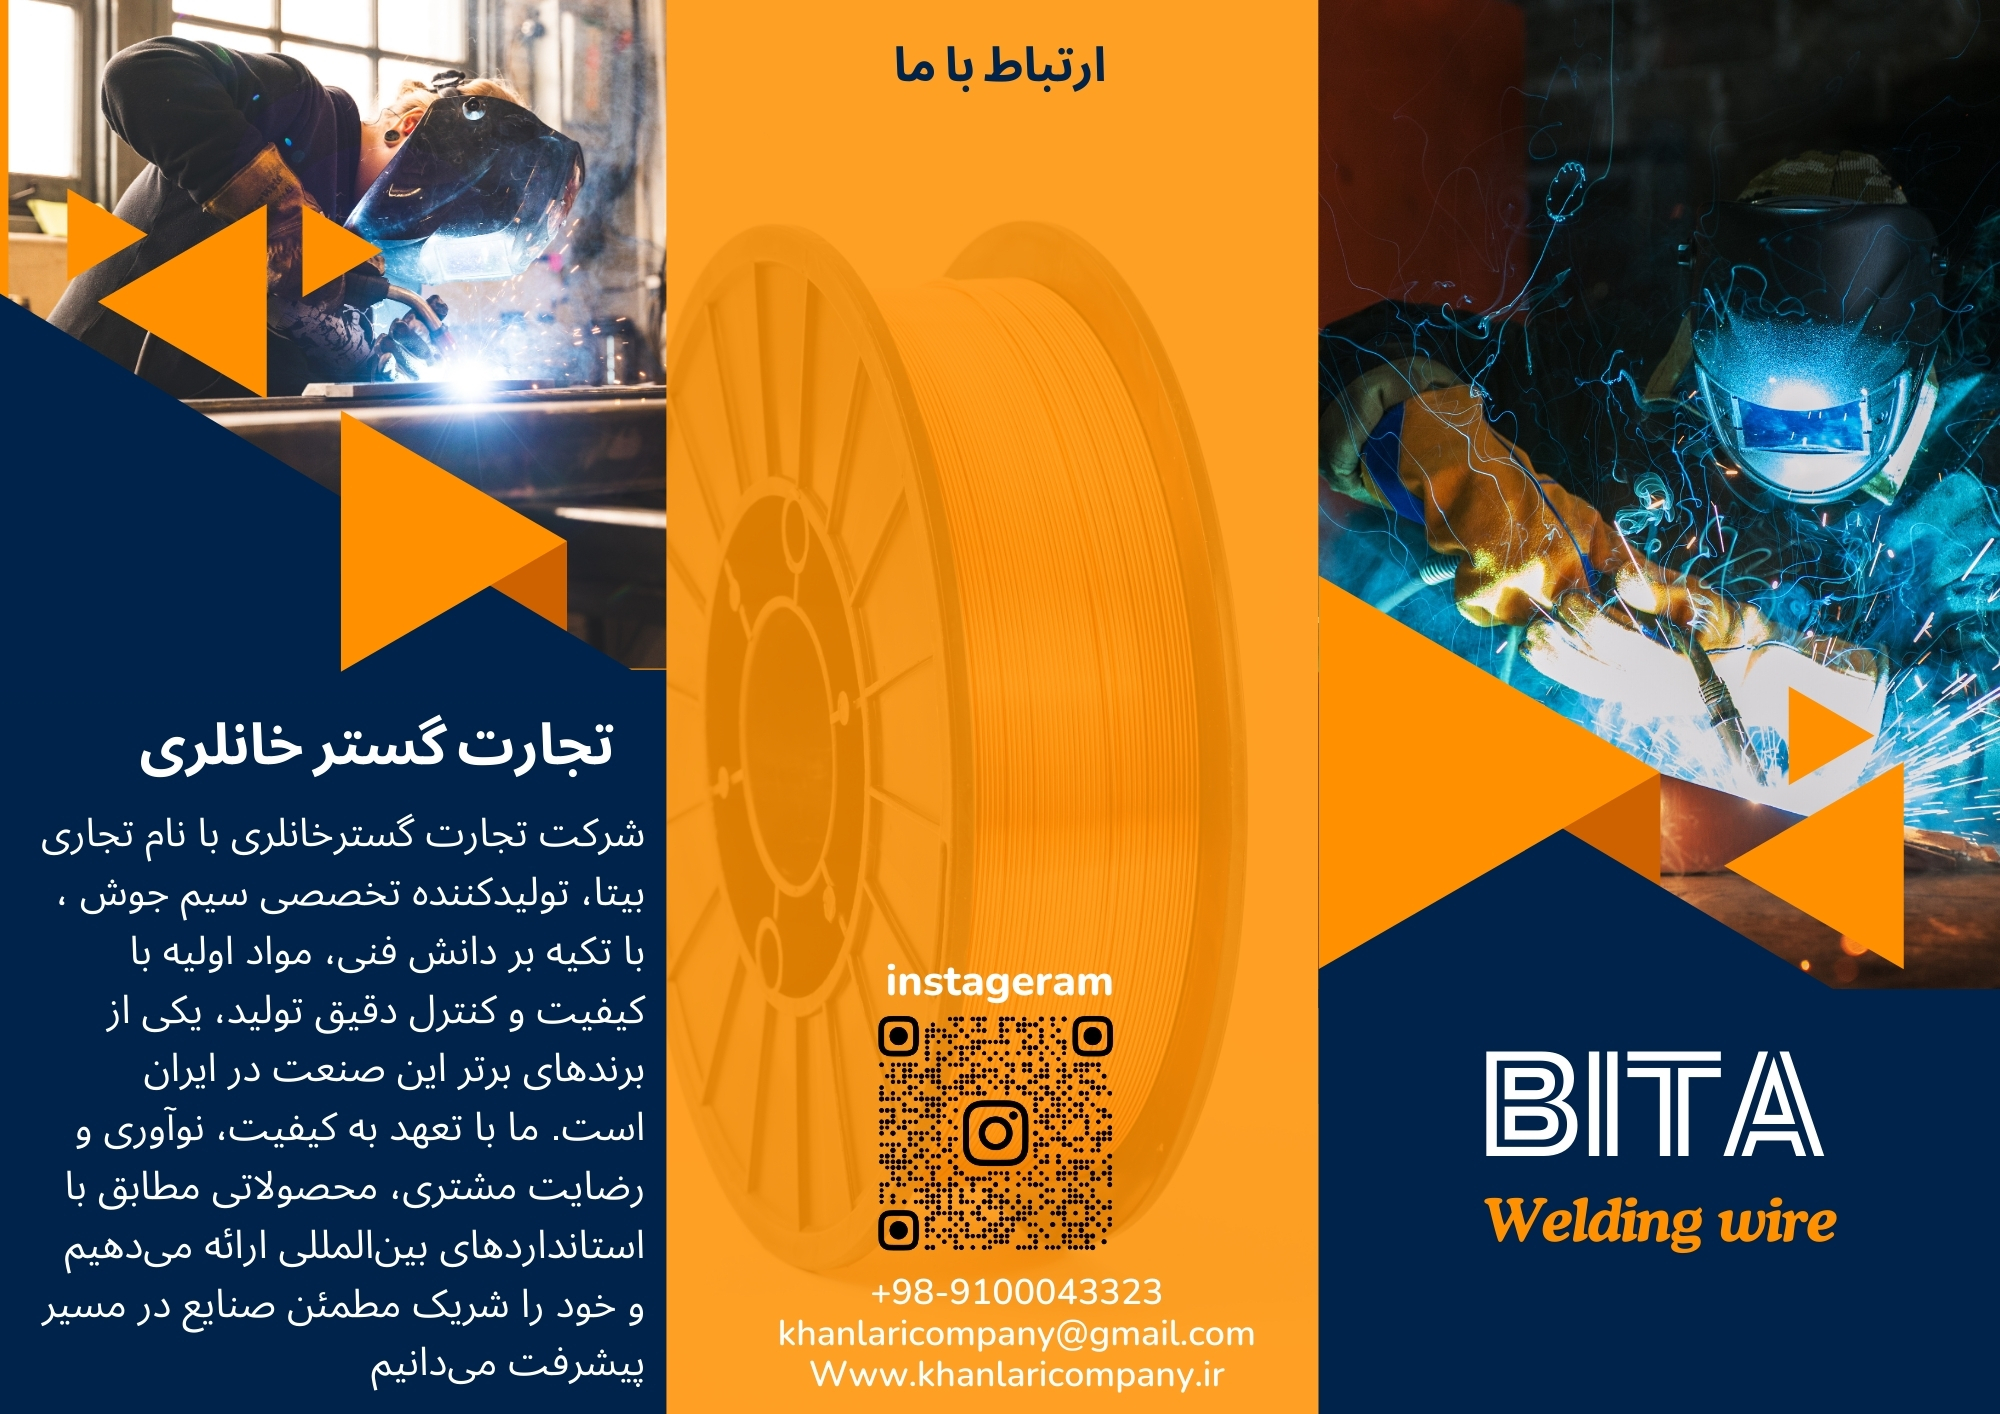 تجارت گستر خانلری
شرکت تجارت گسترخانلری با نام تجاری
بیتا، تولیدکننده تخصصی سیم جوش ،
با تکیه بر دانش فنی، مواد اولیه با
کیفیت و کنترل دقیق تولید، یکی از
برندهای برتر این صنعت در ایران
است. ما با تعهد به کیفیت، نوآوری و
رضایت مشتری، محصولاتی مطابق با
استانداردهای بین‌المللی ارائه می‌دهیم
و خود را شریک مطمئن صنایع در مسیر
پیشرفت می‌دانیم
ارتباط با ما
instageram
+98-9100043323
khanlaricompany@gmail.com
Www.khanlaricompany.ir
BITA
Welding wire